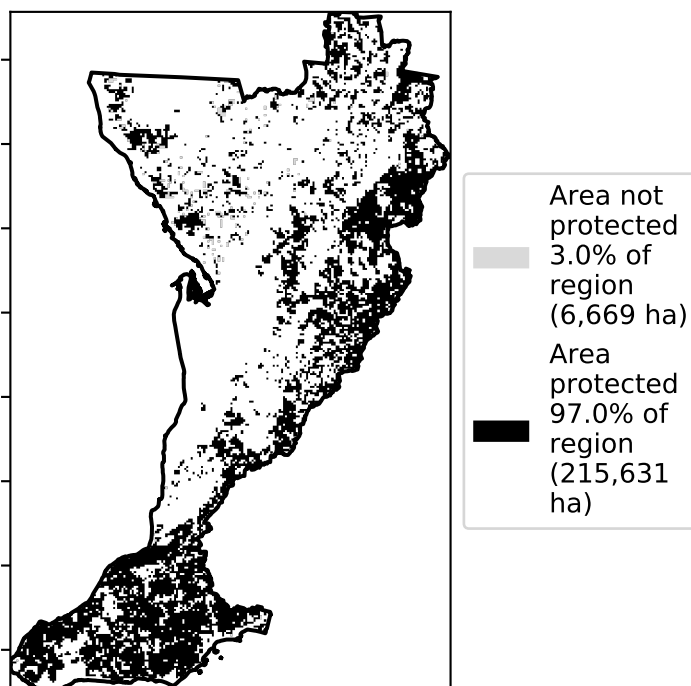 Area not
protected
3.0% of
region
(6,669 ha)
Area
protected
97.0% of
region
(215,631
ha)